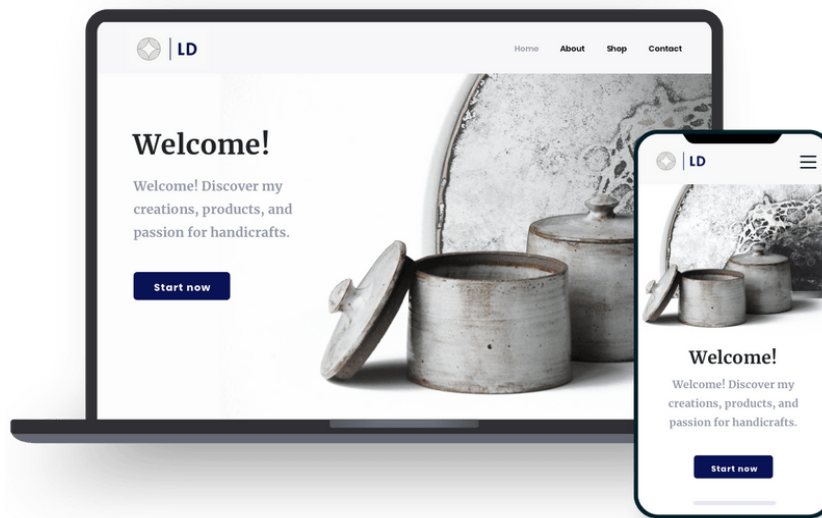 LD
Home About Shop Contact
Welcome!
Welcome! Discover my
creations, products, and
passion for handicrafts.
Start now
LD
Welcome!
Welcome! Discover my
creations, products, and
passion for handicrafts.
Start now